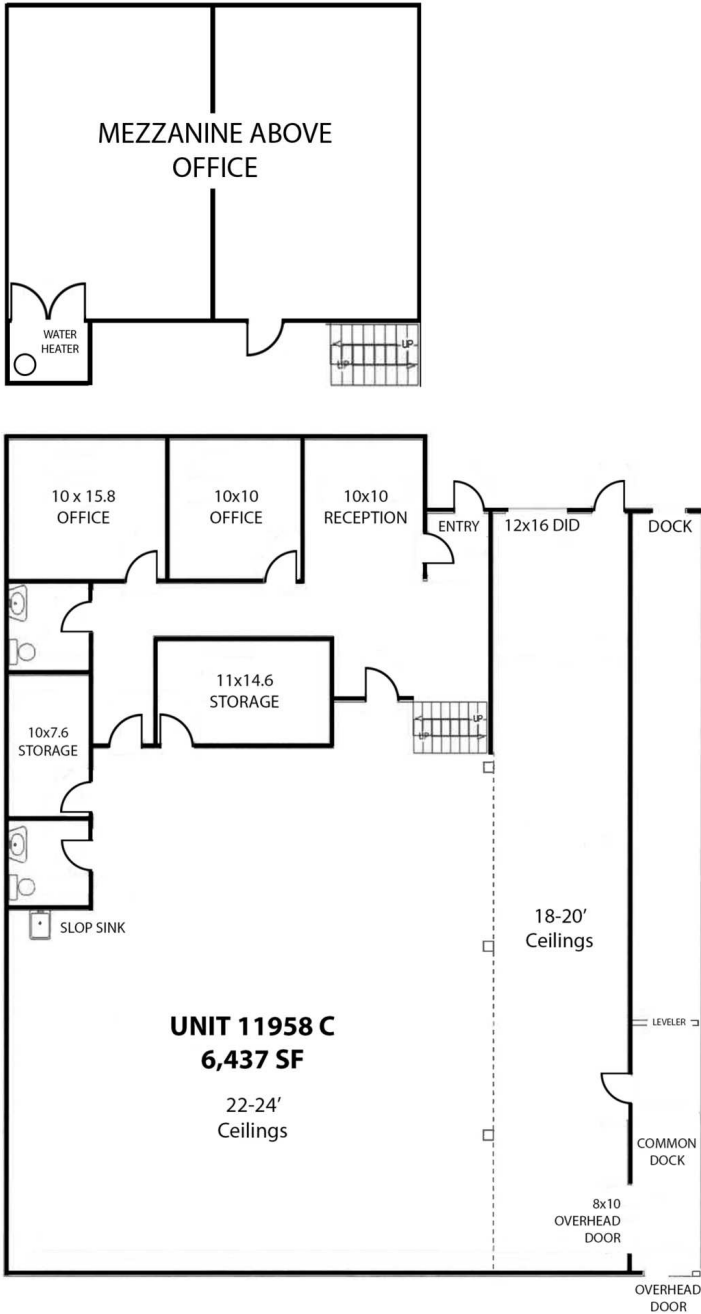 MEZZANINE ABOVE
OFFICE
WATER
HEATER
UP
UP
10 x 15.8
OFFICE
10x10
OFFICE
10x10
RECEPTION
ENTRY
12x16 DID
DOCK
11x14.6
STORAGE
10x7.6
STORAGE
UP
UP
SLOP SINK
18-20’
Ceilings
UNIT 11958 C
6,437 SF
22-24’
Ceilings
LEVELER
COMMON
DOCK
8x10
OVERHEAD
DOOR
OVERHEAD
DOOR